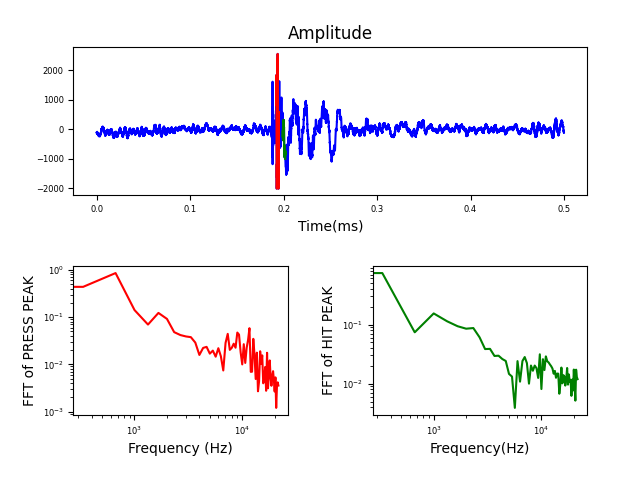 Amplitude
2000
1000
0
−1000
−2000
0.0 0.1 0.2 0.3 0.4 0.5
Time(ms)
FFT of PRESS PEAK
10⁰
10⁻¹
10⁻²
10⁻³
10³ 10⁴
Frequency (Hz)
FFT of HIT PEAK
10⁻¹
10⁻²
10³ 10⁴
Frequency(Hz)